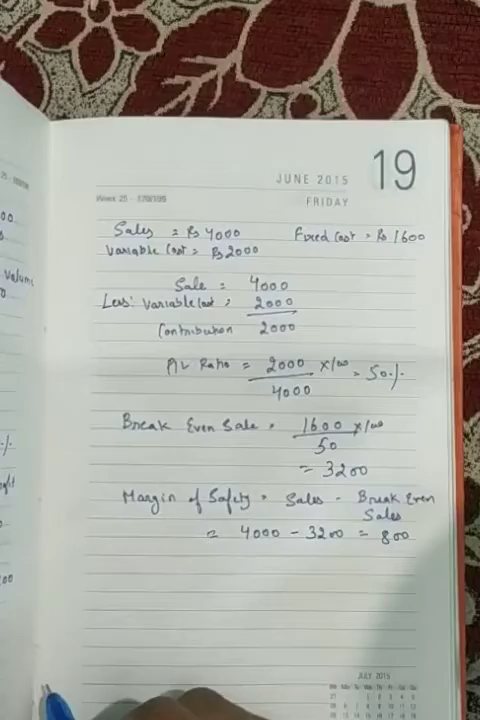 JUNE 2015 19
Week 25 - 170/195
FRIDAY
Sales = Rs 4000 Fixed Cost = Rs 1600
Variable Cost = Rs 2000
Sale = 4000
Less: Variable Cost = 2000
Contribution 2000
P/V Ratio = 2000 x 100 = 50%
4000
Break Even Sale = 1600 x 100
50
= 3200
Margin of Safety = Sales - Break Even
Sales
= 4000 - 3200 = 800
JULY 2015